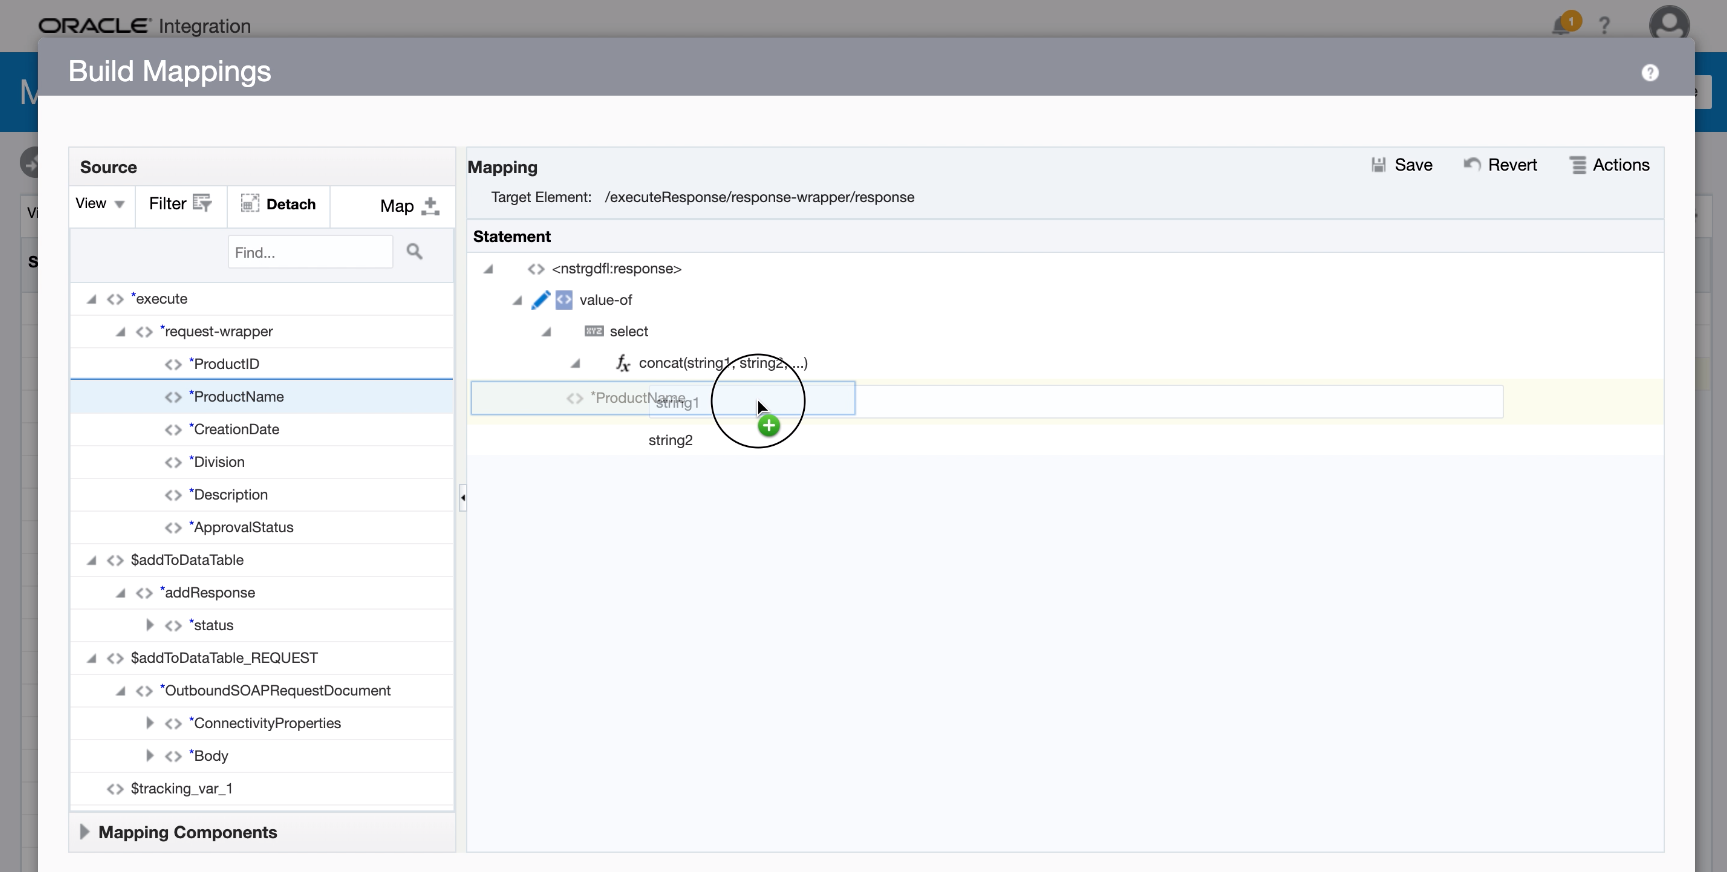 ORACLE Integration
1
?
Build Mappings
?
Source
View
Filter
Detach
Map
Find...
*execute
*request-wrapper
*ProductID
*ProductName
*CreationDate
*Division
*Description
*ApprovalStatus
$addToDataTable
*addResponse
*status
$addToDataTable_REQUEST
*OutboundSOAPRequestDocument
*ConnectivityProperties
*Body
$tracking_var_1
Mapping Components
Mapping
Save
Revert
Actions
Target Element: /executeResponse/response-wrapper/response
Statement
<nstrgdfl:response>
value-of
XYZ select
fx concat(string1, string2, ...)
*ProductName
string1
string2